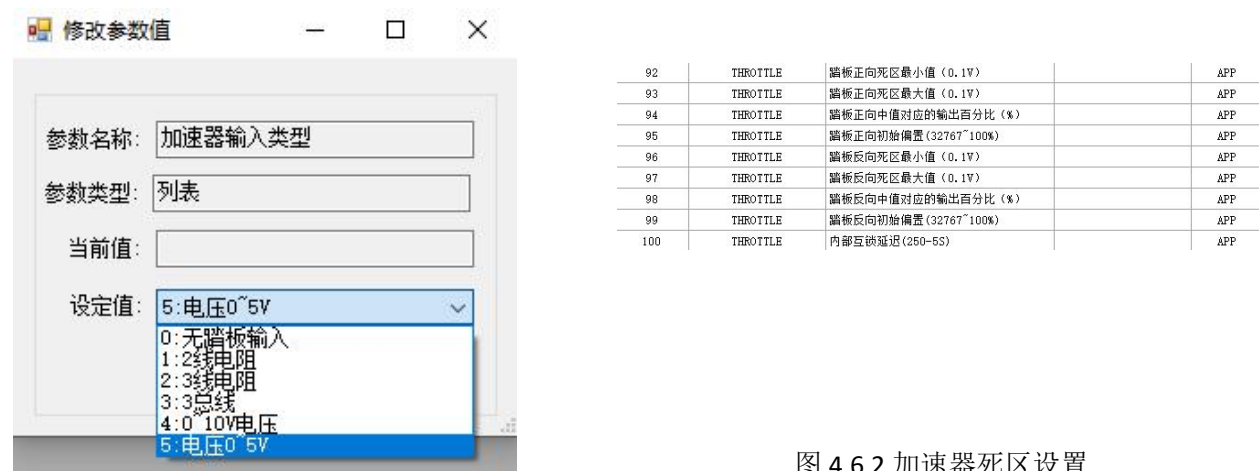 修改参数值
参数名称: 加速器输入类型
参数类型: 列表
当前值:
设定值: 5:电压0~5V
0:无踏板输入
1:2线电阻
2:3线电阻
3:3总线
4:0~10V电压
5:电压0~5V
92 THROTTLE 踏板正向死区最小值（0.1V） APP
93 THROTTLE 踏板正向死区最大值（0.1V） APP
94 THROTTLE 踏板正向中值对应的输出百分比（%） APP
95 THROTTLE 踏板正向初始偏置(32767~100%) APP
96 THROTTLE 踏板反向死区最小值（0.1V） APP
97 THROTTLE 踏板反向死区最大值（0.1V） APP
98 THROTTLE 踏板反向中值对应的输出百分比（%） APP
99 THROTTLE 踏板反向初始偏置(32767~100%) APP
100 THROTTLE 内部互锁延迟(250-5S) APP
图 4.6.2 加速器死区设置